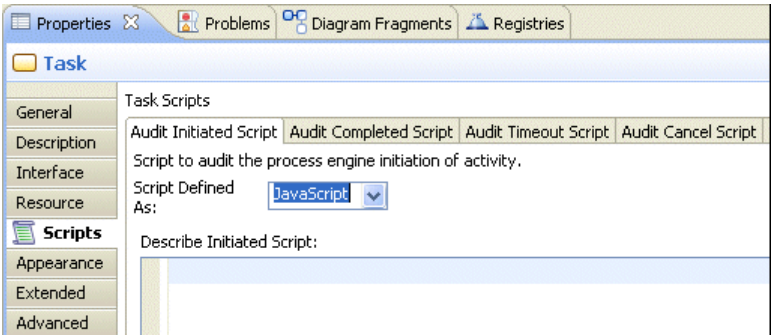 Properties Problems Diagram Fragments Registries
Task
General
Description
Interface
Resource
Scripts
Appearance
Extended
Advanced
Task Scripts
Audit Initiated Script Audit Completed Script Audit Timeout Script Audit Cancel Script
Script to audit the process engine initiation of activity.
Script Defined
As:
JavaScript
Describe Initiated Script: